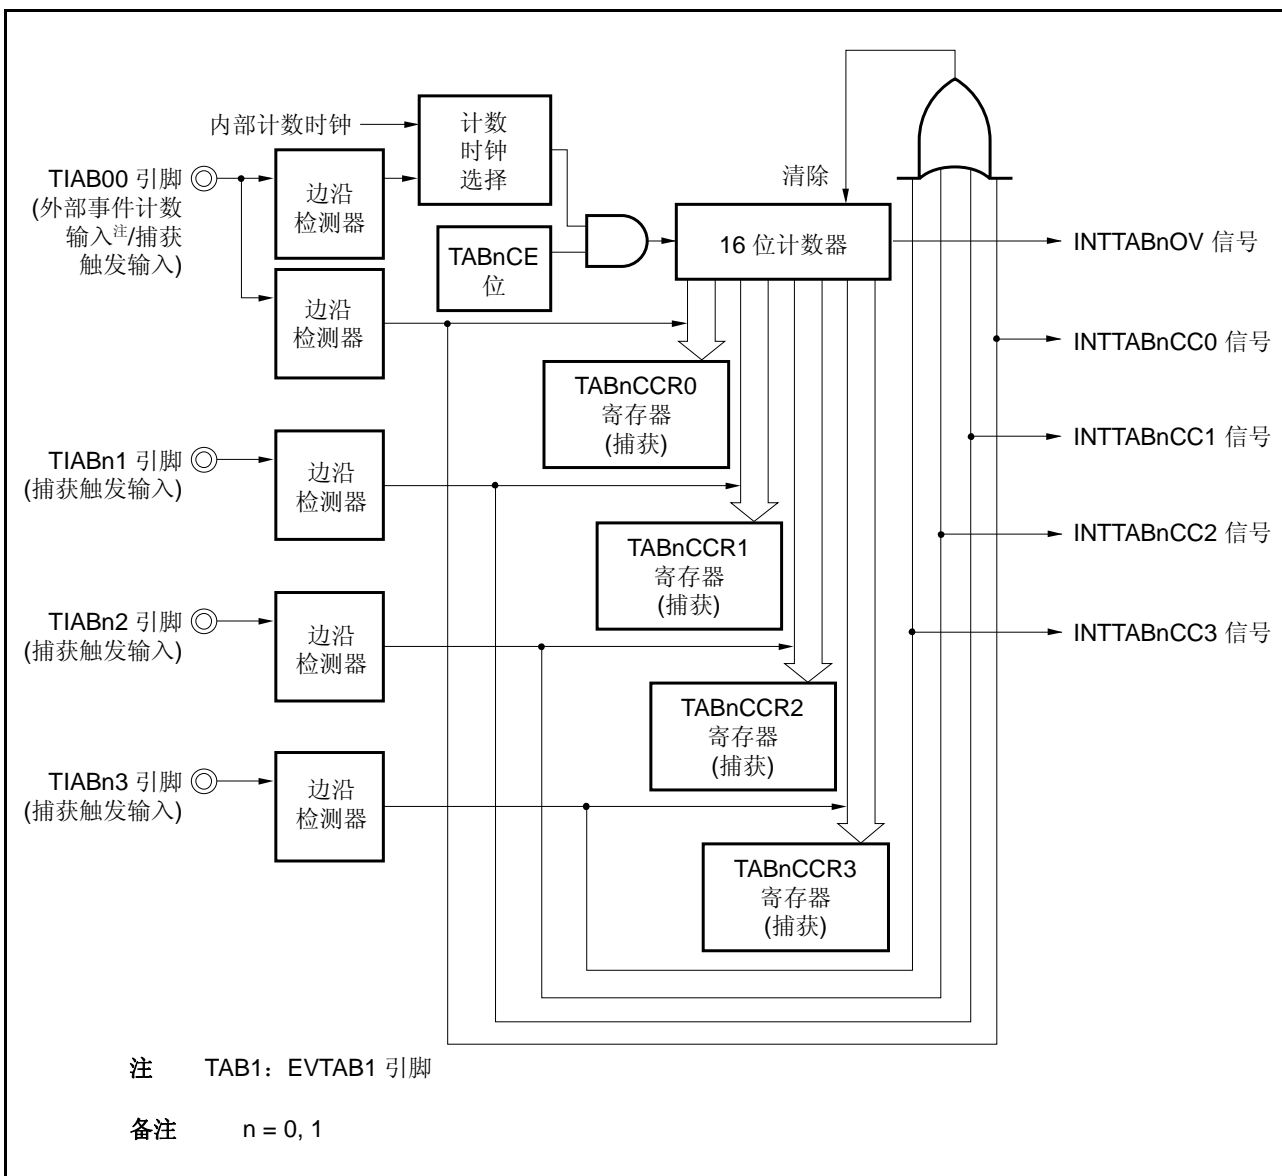 内部计数时钟
计数
时钟
选择
TIAB00 引脚
(外部事件计数
输入注/捕获
触发输入)
边沿
检测器
清除
TABnCE
位
16 位计数器
INTTABnOV 信号
边沿
检测器
INTTABnCC0 信号
TABnCCR0
寄存器
(捕获)
TIABn1 引脚
(捕获触发输入)
边沿
检测器
INTTABnCC1 信号
TABnCCR1
寄存器
(捕获)
INTTABnCC2 信号
TIABn2 引脚
(捕获触发输入)
边沿
检测器
INTTABnCC3 信号
TABnCCR2
寄存器
(捕获)
TIABn3 引脚
(捕获触发输入)
边沿
检测器
TABnCCR3
寄存器
(捕获)
注 TAB1：EVTAB1 引脚
备注 n = 0, 1